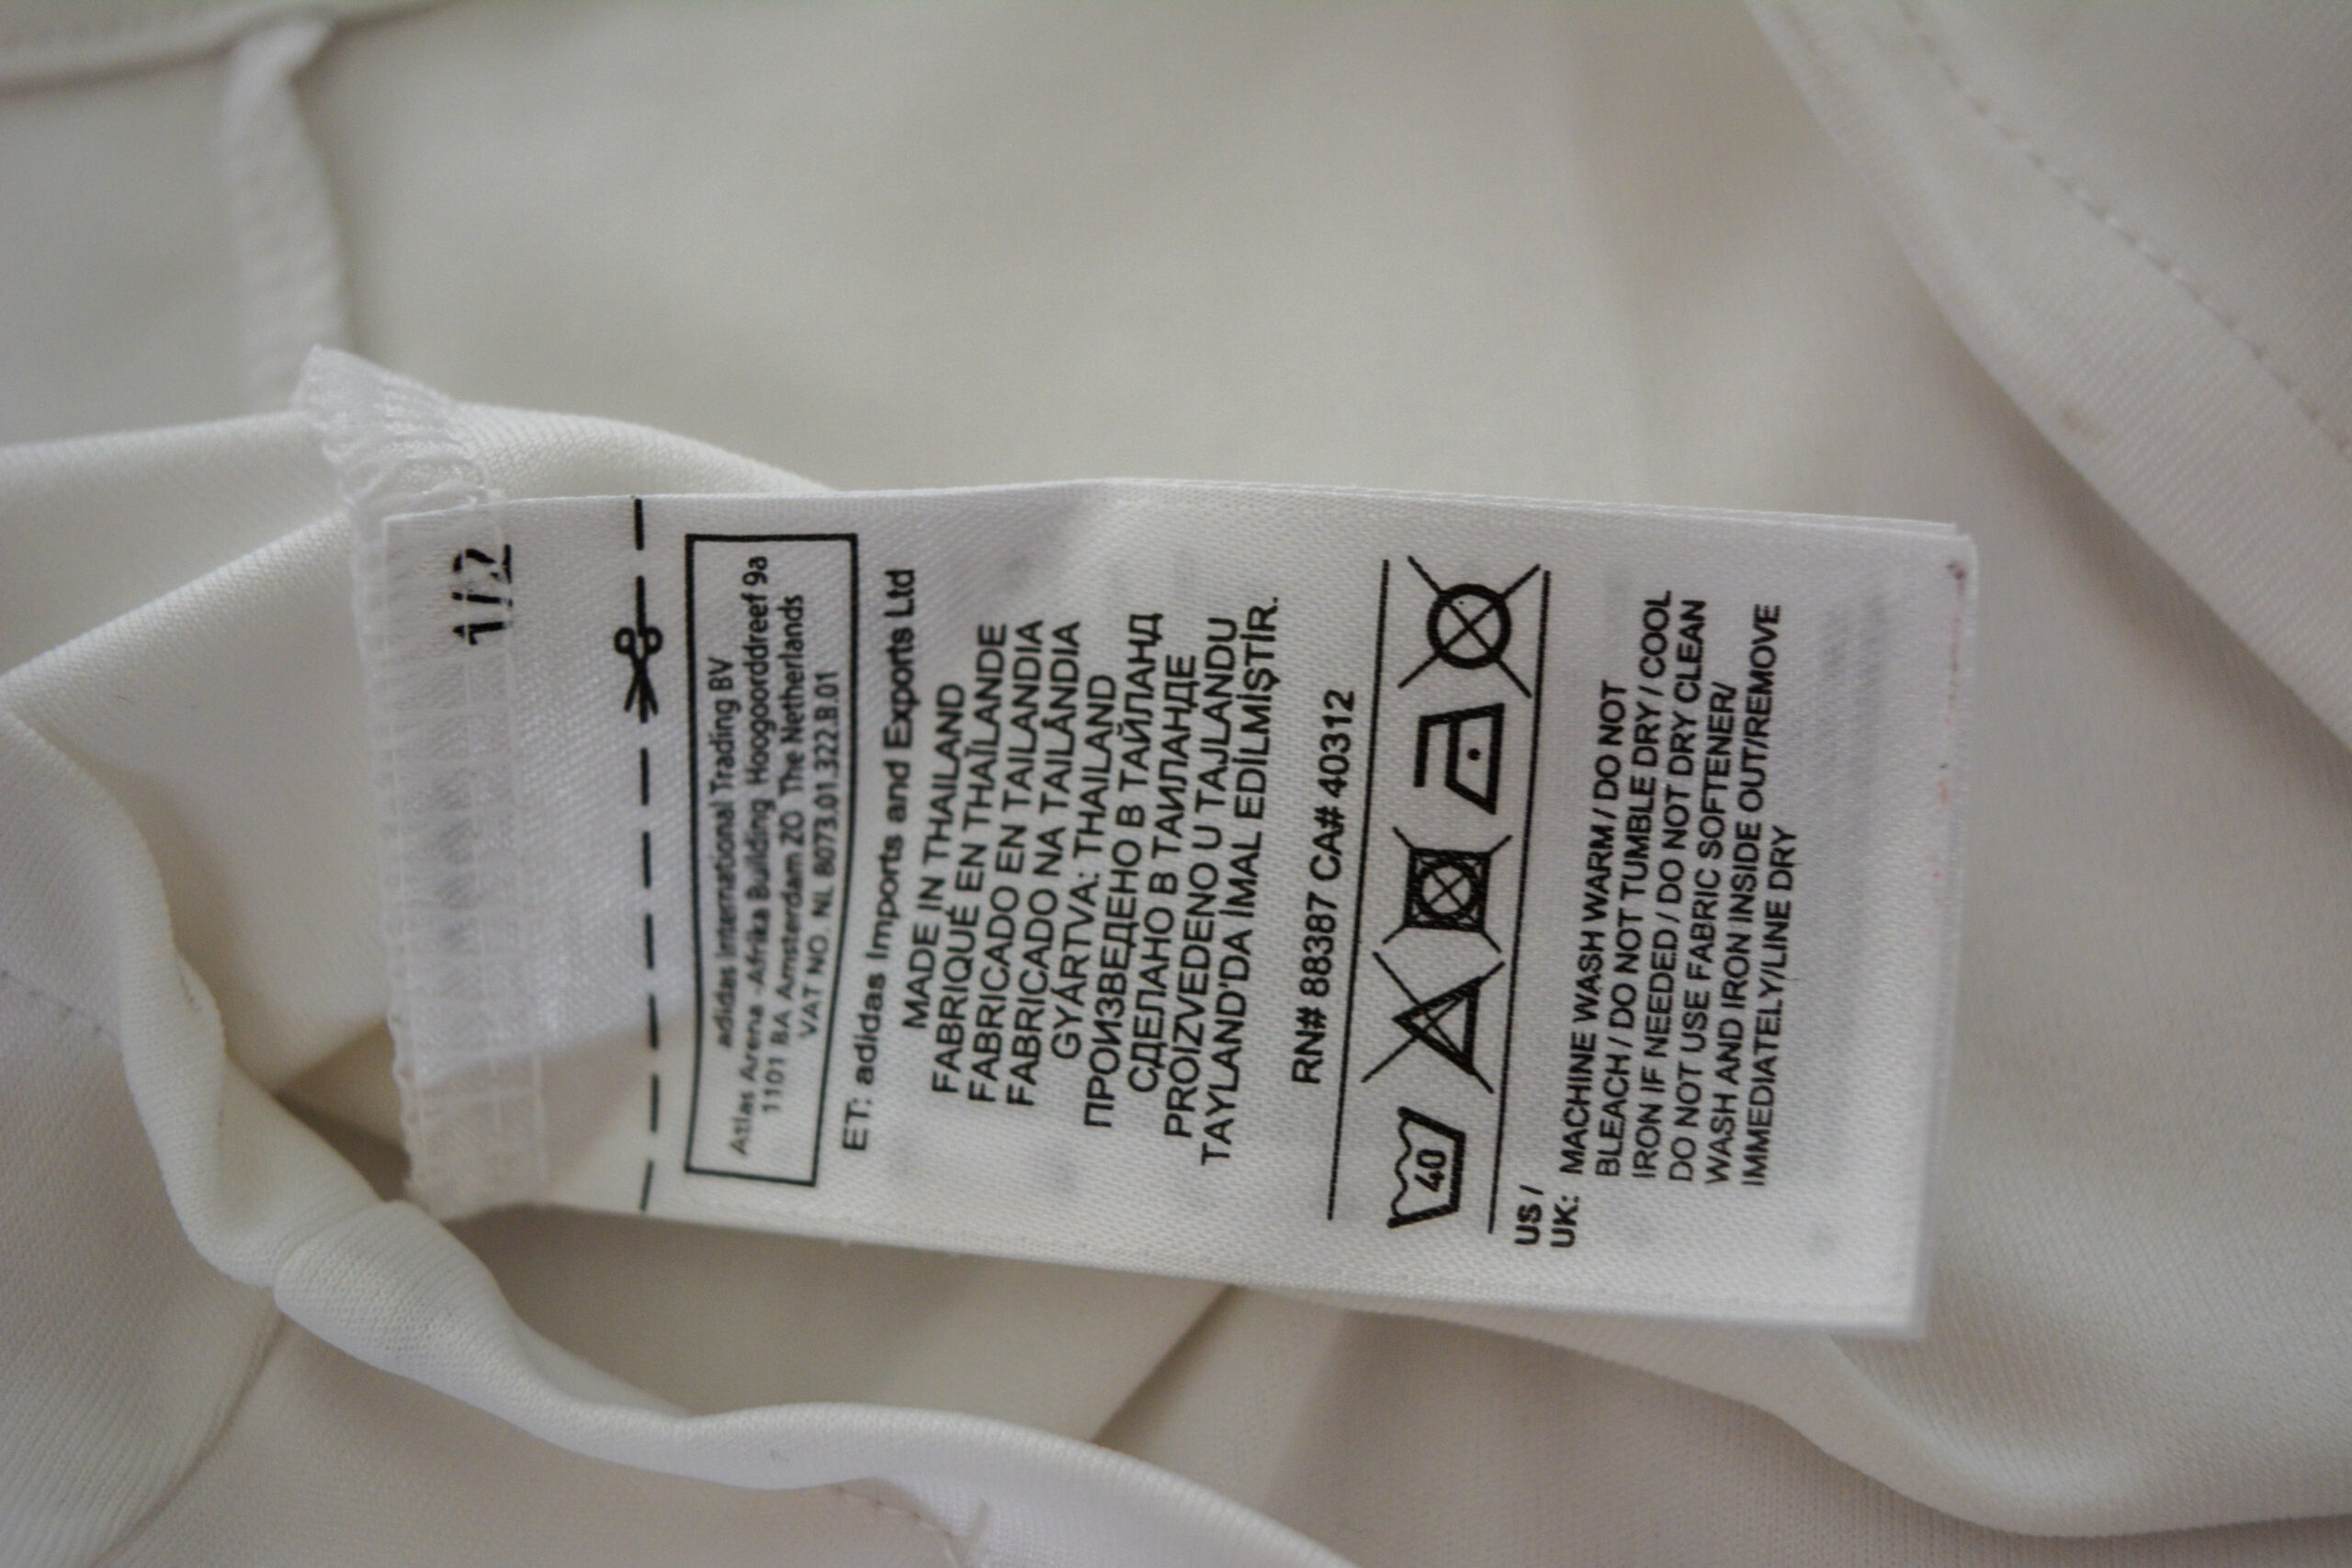 1/2
adidas International Trading BV
Atlas Arena -Afrika Building Hoogoorddreef 9a
1101 BA Amsterdam ZO The Netherlands
VAT NO. NL 8073.01.322.B.01
ET: adidas Imports and Exports Ltd
MADE IN THAILAND
FABRIQUÉ EN THAÏLANDE
FABRICADO EN TAILANDIA
FABRICADO NA TAILÂNDIA
GYÁRTVA: THAILAND
ПРОИЗВЕДЕНО В ТАЙЛАНД
СДЕЛАНО В ТАИЛАНДЕ
PROIZVEDENO U TAJLANDU
TAYLAND'DA İMAL EDİLMİŞTİR.
RN# 88387 CA# 40312
40
US /
UK:
MACHINE WASH WARM / DO NOT
BLEACH / DO NOT TUMBLE DRY / COOL
IRON IF NEEDED / DO NOT DRY CLEAN
DO NOT USE FABRIC SOFTENER/
WASH AND IRON INSIDE OUT/REMOVE
IMMEDIATELY/LINE DRY